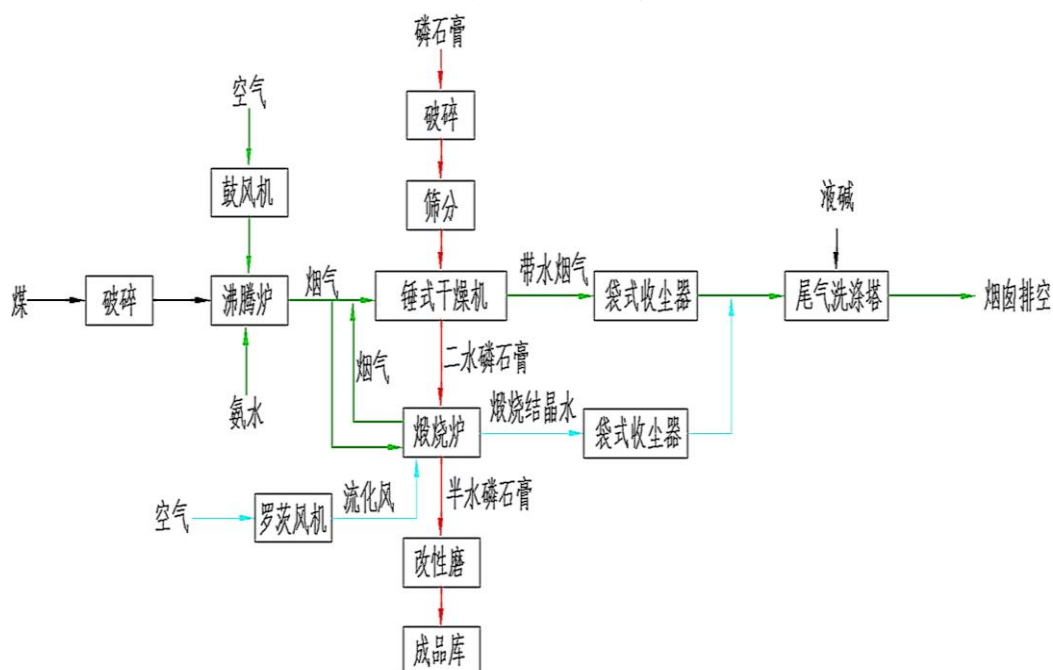 磷石膏
空气
破碎
鼓风机
筛分
液碱
烟气
带水烟气
煤
破碎
沸腾炉
锤式干燥机
袋式收尘器
尾气洗涤塔
烟囱排空
烟气
二水磷石膏
氨水
煅烧炉
煅烧结晶水
袋式收尘器
空气
罗茨风机
流化风
半水磷石膏
改性磨
成品库